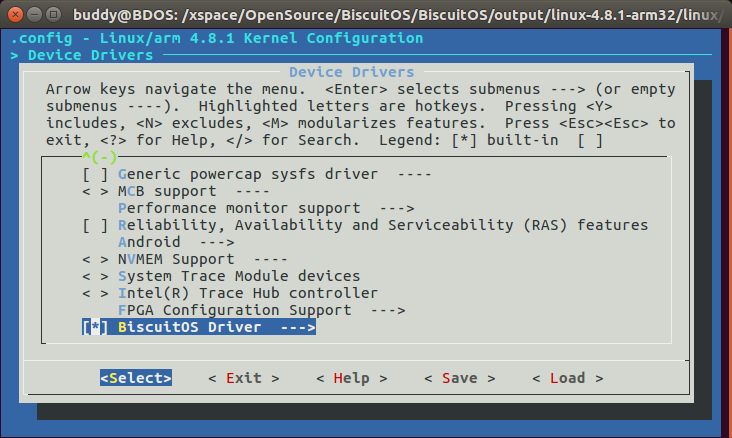 buddy@BDOS: /xspace/OpenSource/BiscuitOS/BiscuitOS/output/linux-4.8.1-arm32/linux/
.config - Linux/arm 4.8.1 Kernel Configuration
> Device Drivers
Device Drivers
Arrow keys navigate the menu.  <Enter> selects submenus ---> (or empty
submenus ----).  Highlighted letters are hotkeys.  Pressing <Y>
includes, <N> excludes, <M> modularizes features.  Press <Esc><Esc> to
exit, <?> for Help, </> for Search.  Legend: [*] built-in  [ ]
^(-)
[ ] Generic powercap sysfs driver  ----
< > MCB support  ----
Performance monitor support  --->
[ ] Reliability, Availability and Serviceability (RAS) features
Android  --->
< > NVMEM Support  ----
< > System Trace Module devices
< > Intel(R) Trace Hub controller
FPGA Configuration Support  --->
[*] BiscuitOS Driver  --->
<Select>    < Exit >    < Help >    < Save >    < Load >